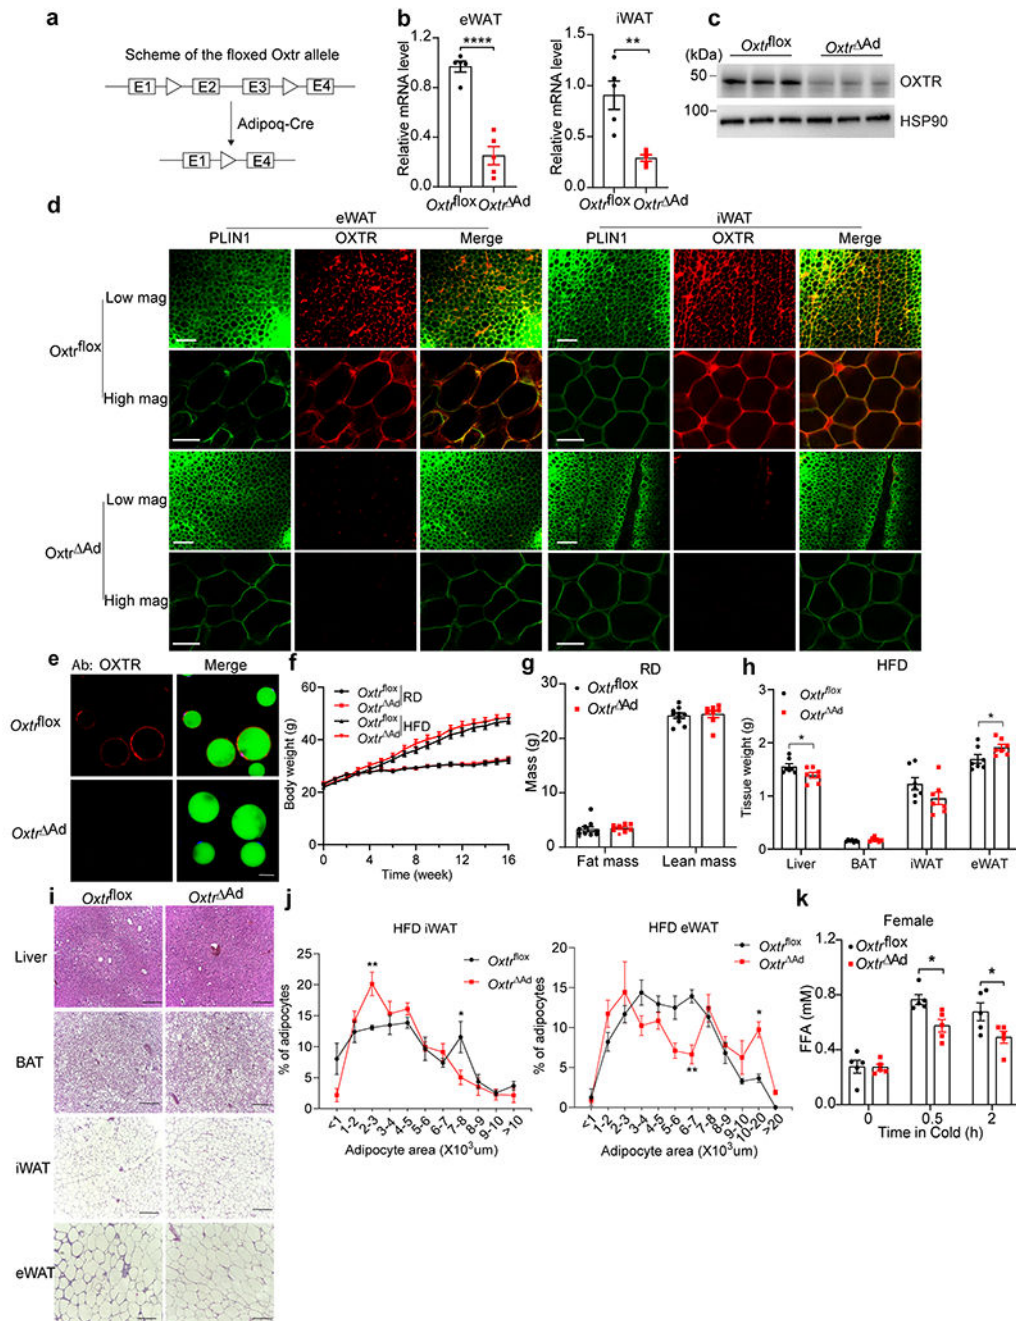 a
Scheme of the floxed Oxtr allele
E1 E2 E3 E4
Adipoq-Cre
E1 E4
b
eWAT
Relative mRNA level
1.2
0.8
0.4
0.0
****
Oxtrflox OxtrΔAd
iWAT
Relative mRNA level
1.5
1.0
0.5
0.0
**
Oxtrflox OxtrΔAd
c
Oxtrflox OxtrΔAd
(kDa)
50
OXTR
100
HSP90
d
eWAT iWAT
PLIN1 OXTR Merge PLIN1 OXTR Merge
Oxtrflox
Low mag
High mag
OxtrΔAd
Low mag
High mag
e
Ab: OXTR Merge
Oxtrflox
OxtrΔAd
f
Oxtrflox
OxtrΔAd
RD
Oxtrflox
OxtrΔAd
HFD
Body weight (g)
60
40
20
0
0 4 8 12 16
Time (week)
g
RD
Oxtrflox
OxtrΔAd
Mass (g)
30
20
10
0
Fat mass Lean mass
h
HFD
Oxtrflox
OxtrΔAd
Tissue weight (g)
3
2
1
0
*
*
Liver BAT iWAT eWAT
i
Oxtrflox OxtrΔAd
Liver
BAT
iWAT
eWAT
j
HFD iWAT
Oxtrflox
OxtrΔAd
% of adipocytes
25
20
15
10
5
0
**
*
<1 1-2 2-3 3-4 4-5 5-6 6-7 7-8 8-9 9-10 >10
Adipocyte area (X10³um)
HFD eWAT
Oxtrflox
OxtrΔAd
% of adipocytes
20
15
10
5
0
**
*
<1 1-2 2-3 3-4 4-5 5-6 6-7 7-8 8-9 9-10 10-20 >20
Adipocyte area (X10³um)
k
Female
Oxtrflox
OxtrΔAd
FFA (mM)
1.2
0.8
0.4
0.0
*
*
0 0.5 2
Time in Cold (h)